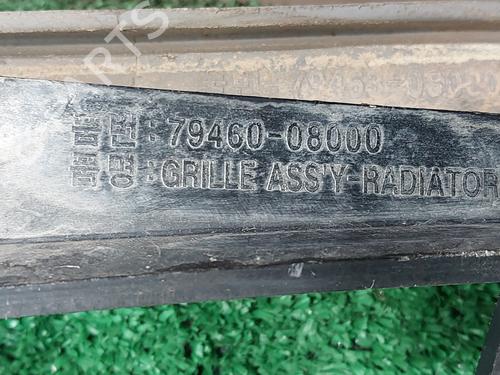 품번 : 79460-08000
품명 : GRILLE ASS'Y-RADIATOR